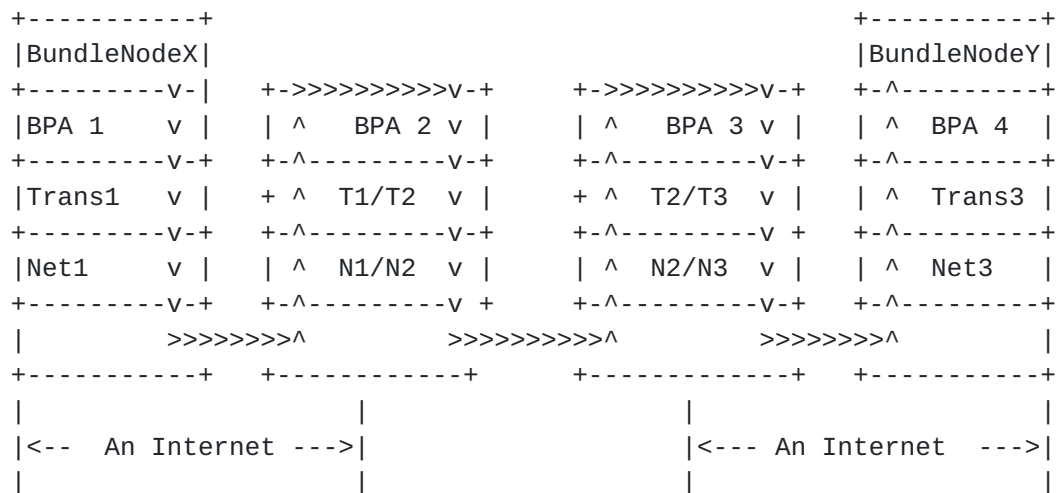 +-----------+                                         +-----------+
|BundleNodeX|                                         |BundleNodeY|
+---------v-|   +->>>>>>>>>>v-+     +->>>>>>>>>>v-+   +-^---------+
|BPA 1    v |   | ^   BPA 2 v |     | ^   BPA 3 v |   | ^  BPA 4  |
+---------v-+   +-^---------v-+     +-^---------v-+   +-^---------+
|Trans1   v |   + ^  T1/T2  v |     + ^  T2/T3  v |   | ^  Trans3 |
+---------v-+   +-^---------v-+     +-^---------v +   +-^---------+
|Net1     v |   | ^  N1/N2  v |     | ^  N2/N3  v |   | ^  Net3   |
+---------v-+   +-^---------v +     +-^---------v-+   +-^---------+
|         >>>>>>>>^         >>>>>>>>>>^         >>>>>>>>^         |
+-----------+   +------------+      +-------------+   +-----------+
|                     |                     |                     |
|<--  An Internet --->|                     |<--- An Internet  --->|
|                     |                     |                     |